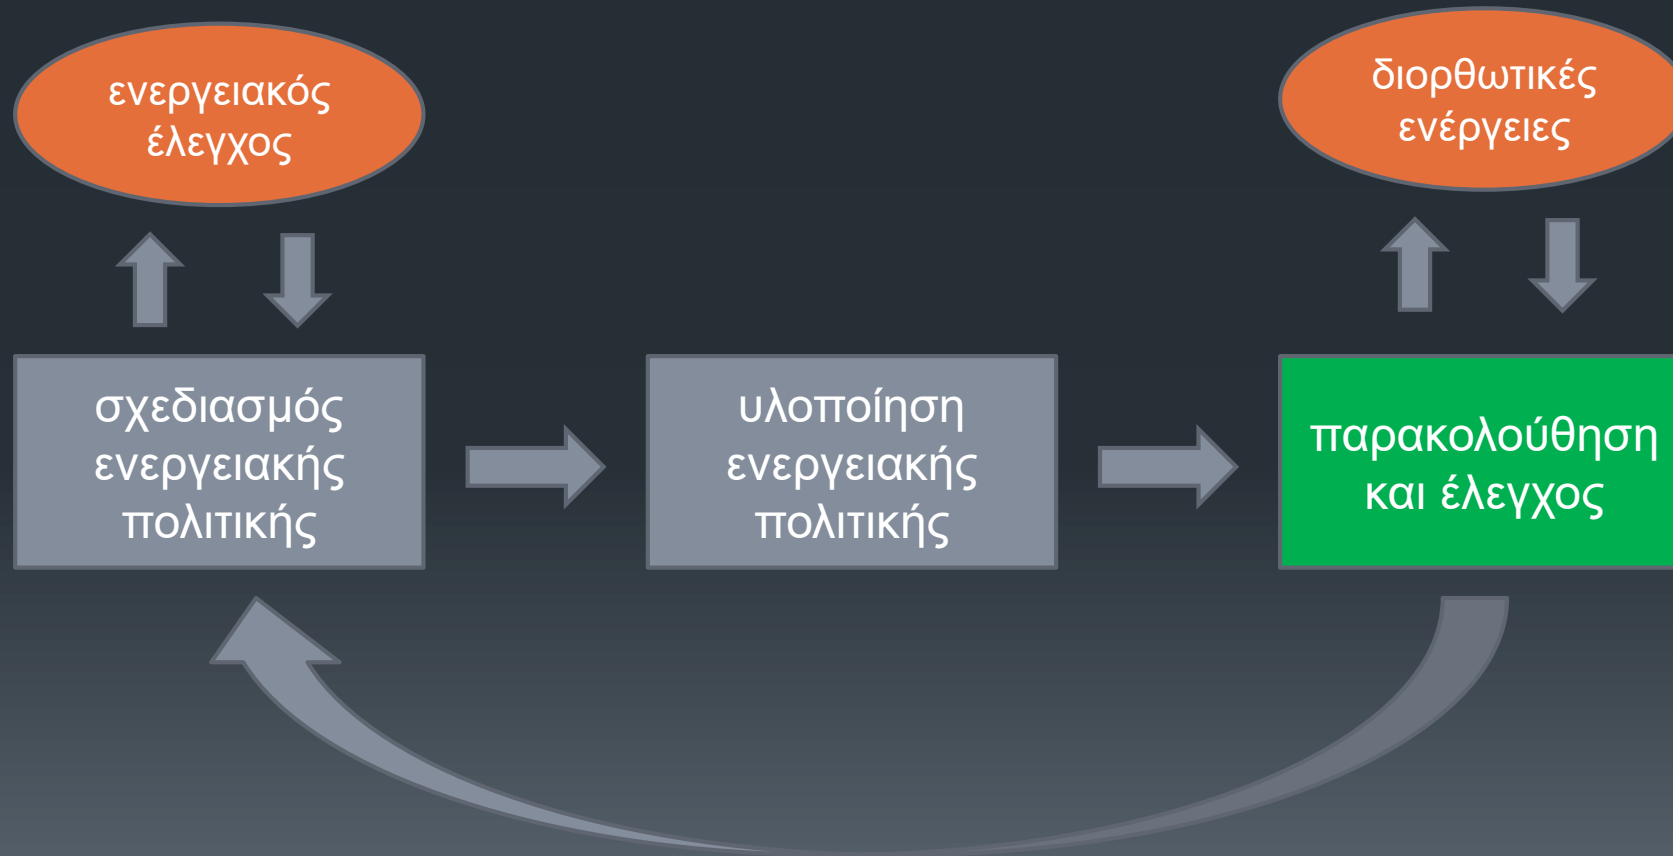 ενεργειακός
έλεγχος
διορθωτικές
ενέργειες
σχεδιασμός
ενεργειακής
πολιτικής
υλοποίηση
ενεργειακής
πολιτικής
παρακολούθηση
και έλεγχος